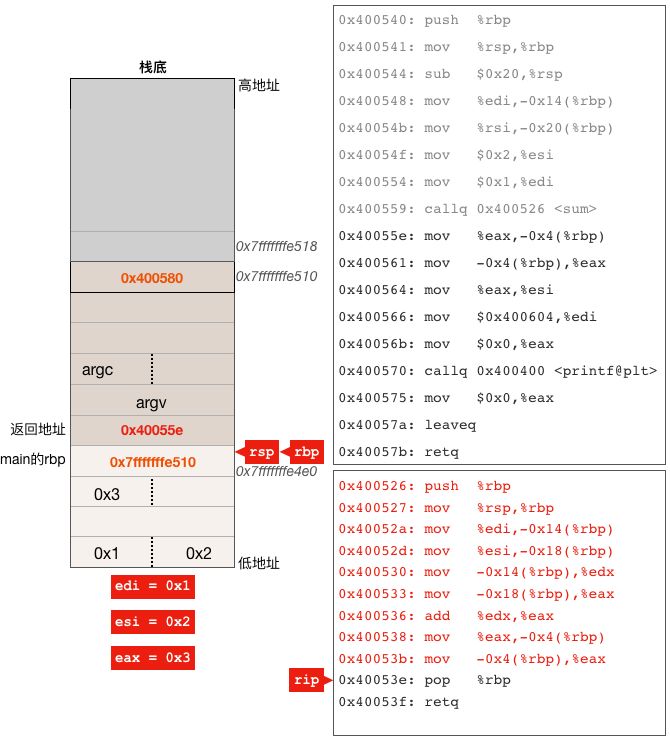 栈底
高地址
0x7fffffffe518
0x400580
0x7fffffffe510
argc
argv
返回地址
0x40055e
main的rbp
0x7fffffffe510
rsp
rbp
0x7fffffffe4e0
0x3
0x1
0x2
低地址
edi = 0x1
esi = 0x2
eax = 0x3
0x400540: push %rbp
0x400541: mov %rsp,%rbp
0x400544: sub $0x20,%rsp
0x400548: mov %edi,-0x14(%rbp)
0x40054b: mov %rsi,-0x20(%rbp)
0x40054f: mov $0x2,%esi
0x400554: mov $0x1,%edi
0x400559: callq 0x400526 <sum>
0x40055e: mov %eax,-0x4(%rbp)
0x400561: mov -0x4(%rbp),%eax
0x400564: mov %eax,%esi
0x400566: mov $0x400604,%edi
0x40056b: mov $0x0,%eax
0x400570: callq 0x400400 <printf@plt>
0x400575: mov $0x0,%eax
0x40057a: leaveq
0x40057b: retq
0x400526: push %rbp
0x400527: mov %rsp,%rbp
0x40052a: mov %edi,-0x14(%rbp)
0x40052d: mov %esi,-0x18(%rbp)
0x400530: mov -0x14(%rbp),%edx
0x400533: mov -0x18(%rbp),%eax
0x400536: add %edx,%eax
0x400538: mov %eax,-0x4(%rbp)
0x40053b: mov -0x4(%rbp),%eax
rip
0x40053e: pop %rbp
0x40053f: retq